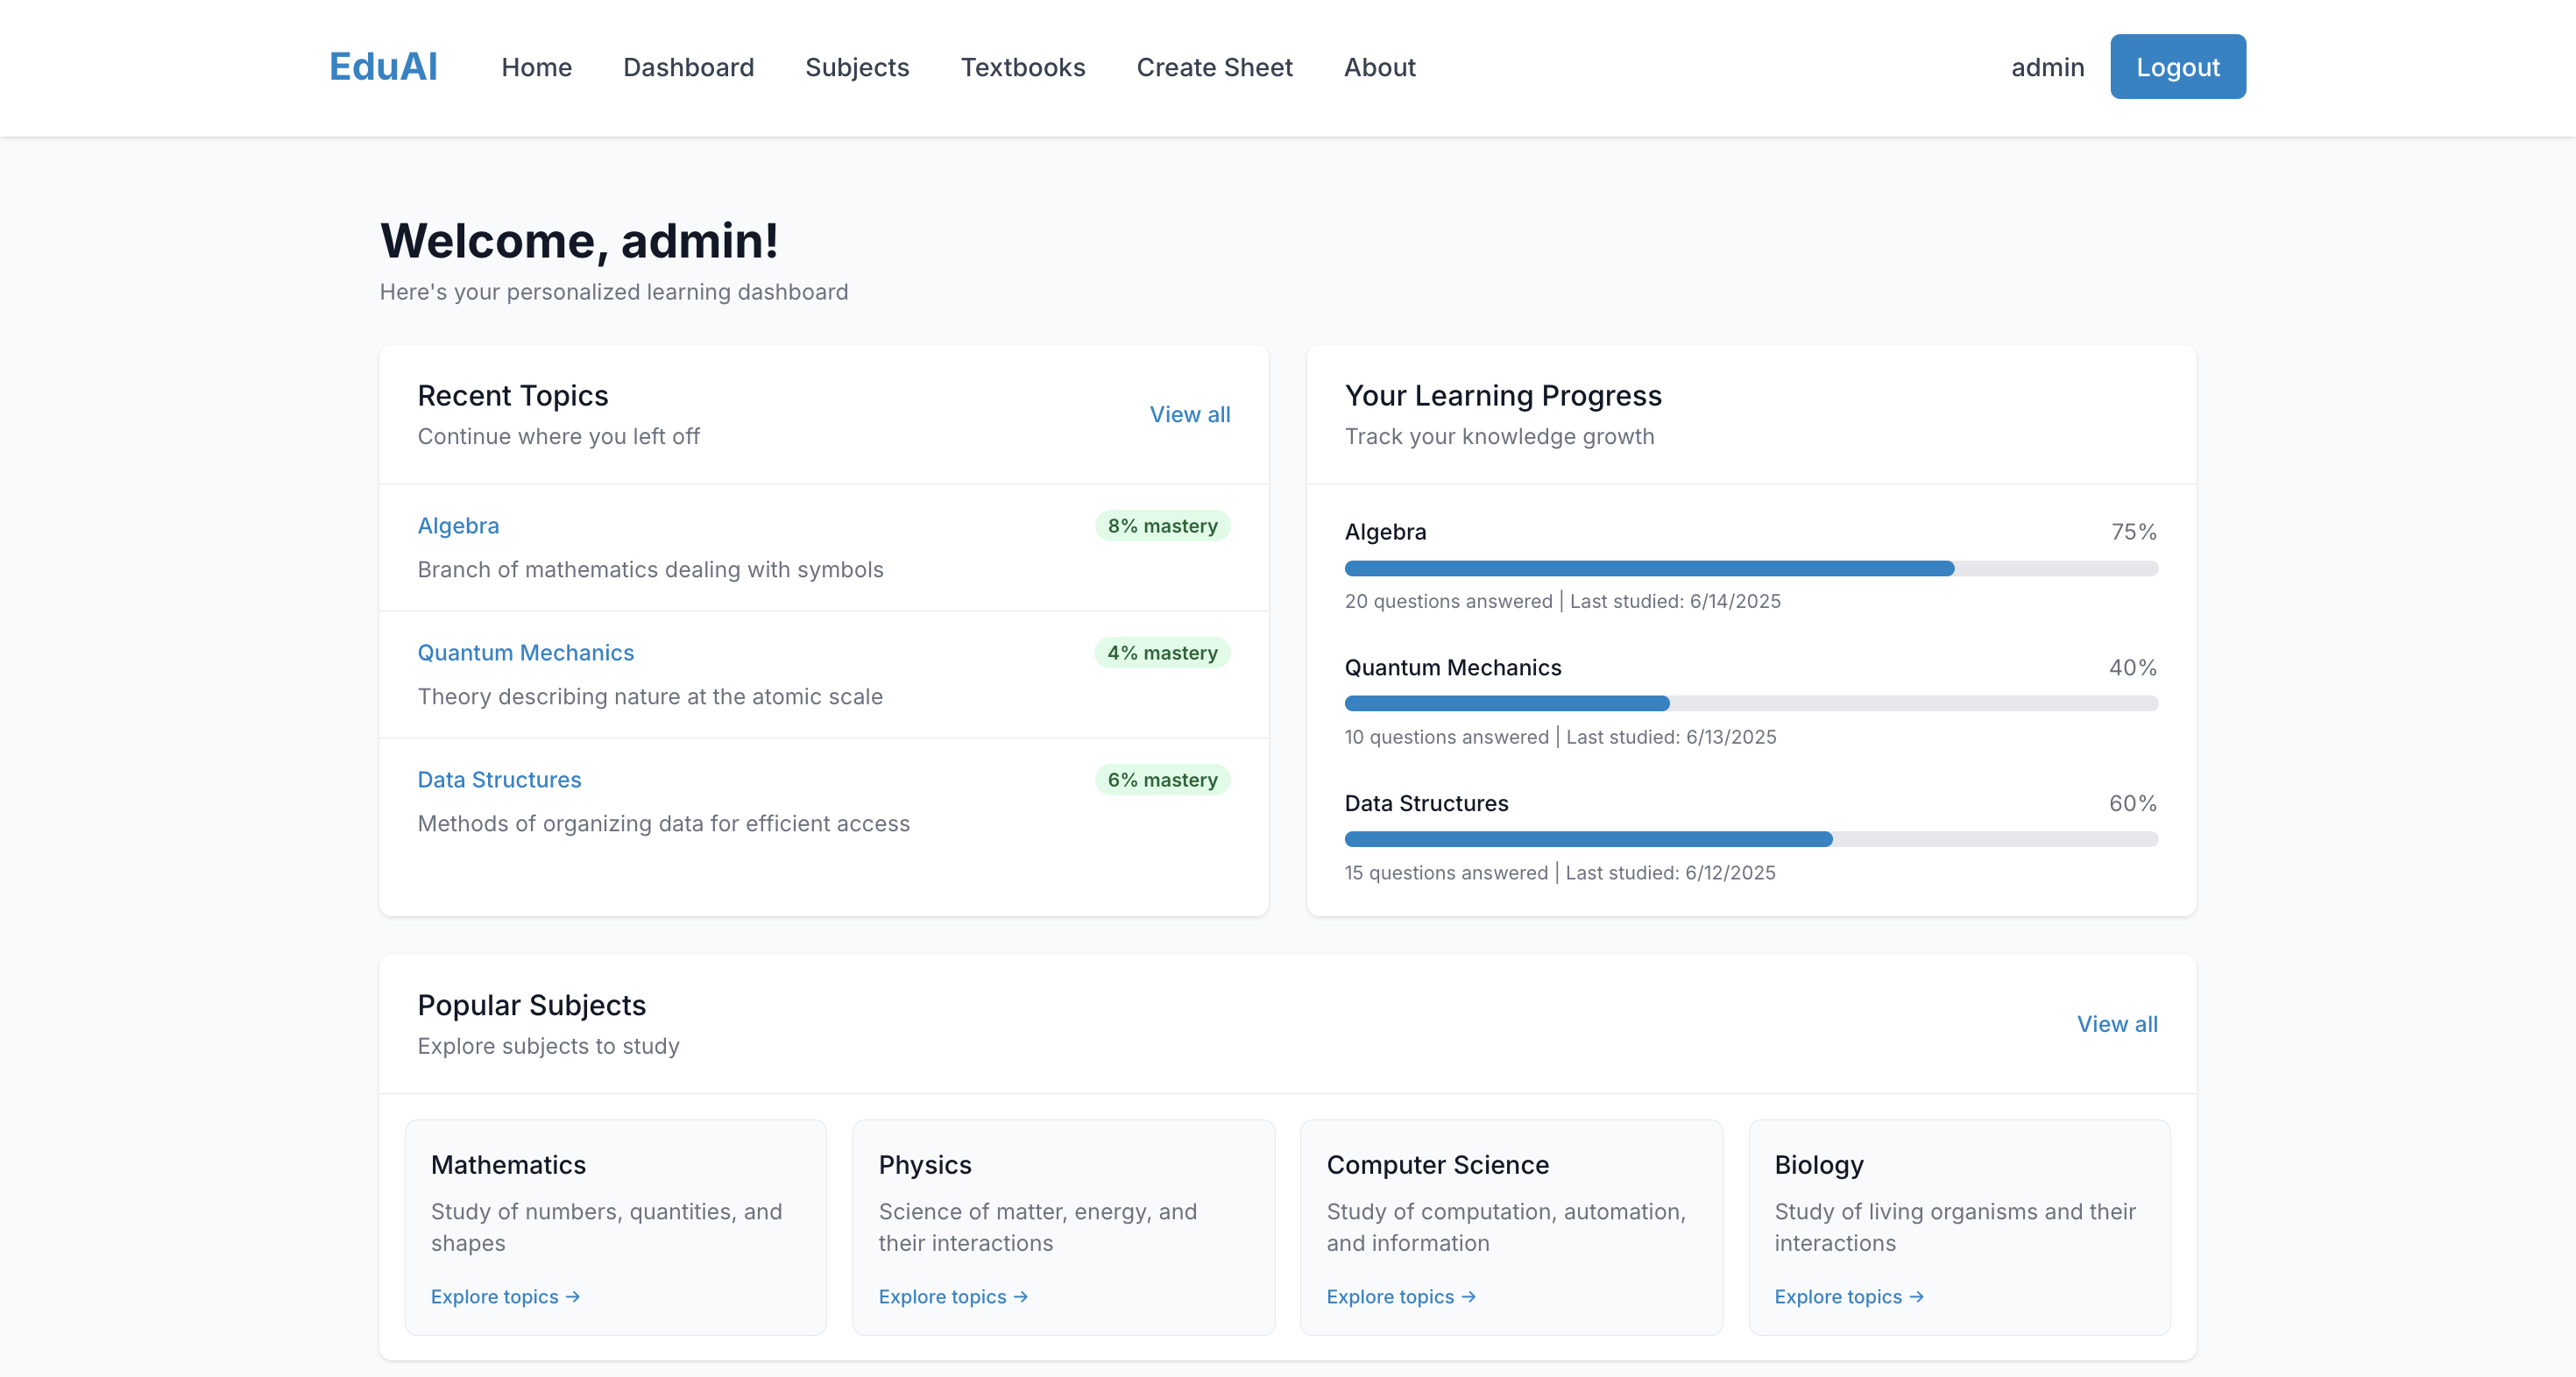 EduAI
Home
Dashboard
Subjects
Textbooks
Create Sheet
About
admin
Logout
Welcome, admin!
Here's your personalized learning dashboard
Recent Topics
Continue where you left off
View all
Algebra
8% mastery
Branch of mathematics dealing with symbols
Quantum Mechanics
4% mastery
Theory describing nature at the atomic scale
Data Structures
6% mastery
Methods of organizing data for efficient access
Your Learning Progress
Track your knowledge growth
Algebra
75%
20 questions answered | Last studied: 6/14/2025
Quantum Mechanics
40%
10 questions answered | Last studied: 6/13/2025
Data Structures
60%
15 questions answered | Last studied: 6/12/2025
Popular Subjects
Explore subjects to study
View all
Mathematics
Study of numbers, quantities, and
shapes
Explore topics →
Physics
Science of matter, energy, and
their interactions
Explore topics →
Computer Science
Study of computation, automation,
and information
Explore topics →
Biology
Study of living organisms and their
interactions
Explore topics →